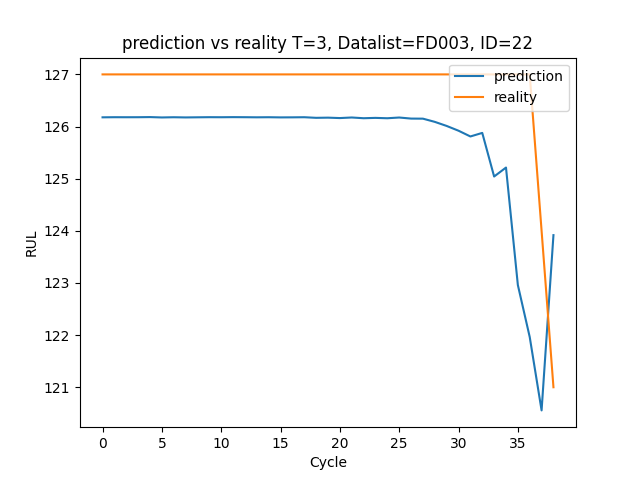 prediction vs reality T=3, Datalist=FD003, ID=22
127
126
125
124
123
122
121
RUL
prediction
reality
0 5 10 15 20 25 30 35
Cycle